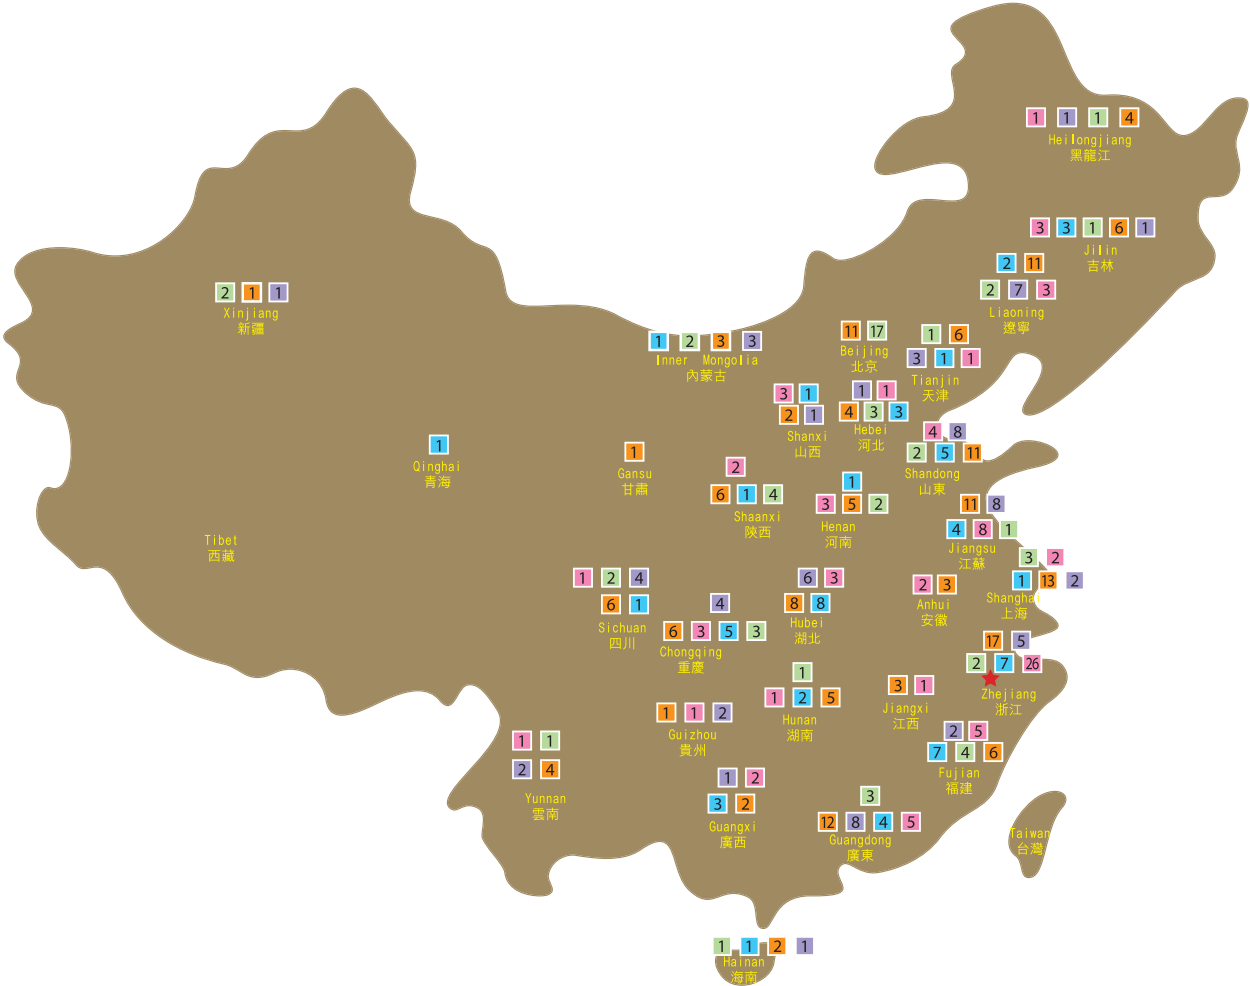 1 1 1 4
Heilongjiang
黑龍江
3 3 1 6 1
Jilin
吉林
2 11
2 7 3
Liaoning
遼寧
2 1 1
Xinjiang
新疆
1 2 3 3
Inner Mongolia
內蒙古
11 17
Beijing
北京
1 6
3 1 1
Tianjin
天津
3 1
2 1
Shanxi
山西
1 1
4 3 3
Hebei
河北
4 8
2 5 11
Shandong
山東
1
Qinghai
青海
1
Gansu
甘肅
2
6 1 4
Shaanxi
陝西
1
3 5 2
Henan
河南
11 8
4 8 1
Jiangsu
江蘇
Tibet
西藏
3 2
1 13 2
Shanghai
上海
1 2 4
6 1
Sichuan
四川
4
6 3 5 3
Chongqing
重慶
6 3
8 8
Hubei
湖北
2 3
Anhui
安徽
17 5
2 7 26
Zhejiang
浙江
1
1 2 5
Hunan
湖南
3 1
Jiangxi
江西
1 1 2
Guizhou
貴州
2 5
7 4 6
Fujian
福建
1 1
2 4
Yunnan
雲南
1 2
3 2
Guangxi
廣西
3
12 8 4 5
Guangdong
廣東
Taiwan
台灣
1 1 2 1
Hainan
海南